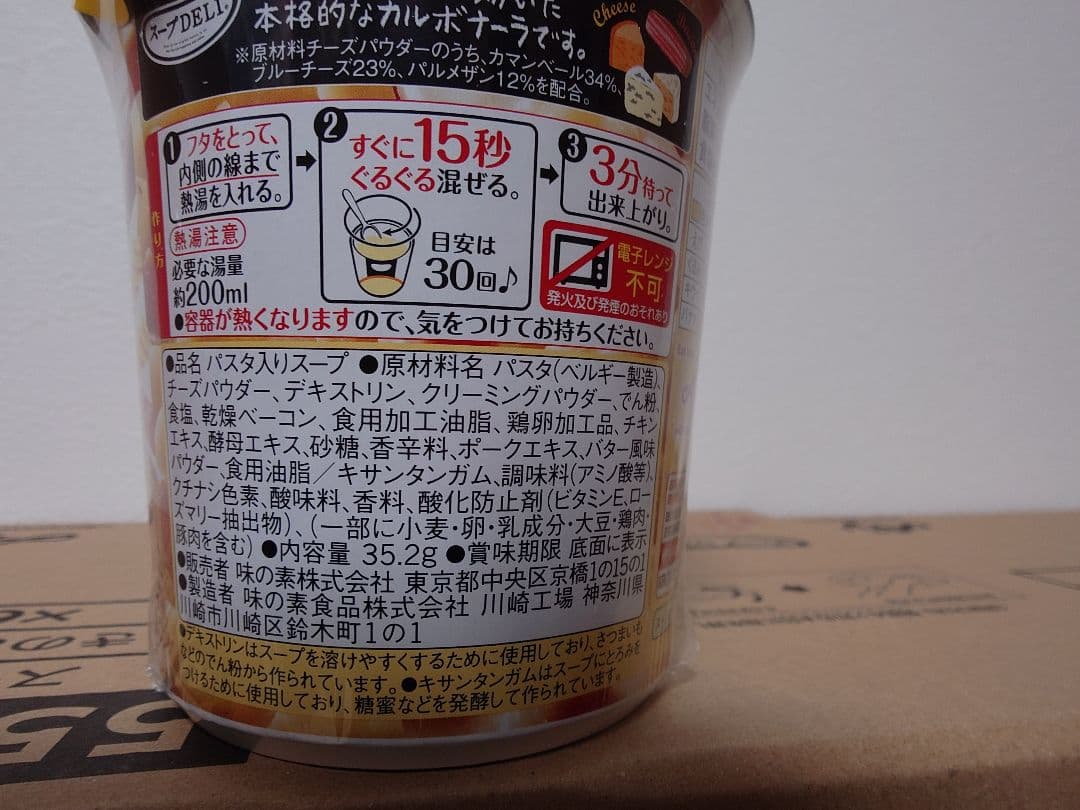 スープDELI
本格的なカルボナーラです。
Cheese
※原材料チーズパウダーのうち、カマンベール34%、
ブルーチーズ23%、パルメザン12%を配合。
作り方
1 フタをとって、
内側の線まで
熱湯を入れる。
熱湯注意
必要な湯量
約200ml
2 すぐに15秒
ぐるぐる混ぜる。
目安は
30回♪
3 3分待って
出来上がり。
電子レンジ
不可
発火及び発煙のおそれあり
●容器が熱くなりますので、気をつけてお持ちください。
●品名 パスタ入りスープ ●原材料名 パスタ(ベルギー製造)、
チーズパウダー、デキストリン、クリーミングパウダー、でん粉、
食塩、乾燥ベーコン、食用加工油脂、鶏卵加工品、チキン
エキス、酵母エキス、砂糖、香辛料、ポークエキス、バター風味
パウダー、食用油脂／キサンタンガム、調味料(アミノ酸等)、
クチナシ色素、酸味料、香料、酸化防止剤(ビタミンE、ロー
ズマリー抽出物)、(一部に小麦・卵・乳成分・大豆・鶏肉・
豚肉を含む) ●内容量 35.2g ●賞味期限 底面に表示
●販売者 味の素株式会社 東京都中央区京橋1の15の1
●製造者 味の素食品株式会社 川崎工場 神奈川県
川崎市川崎区鈴木町1の1
●デキストリンはスープを溶けやすくするために使用しており、さつまいも
などのでん粉から作られています。●キサンタンガムはスープにとろみを
つけるために使用しており、糖蜜などを発酵して作られています。